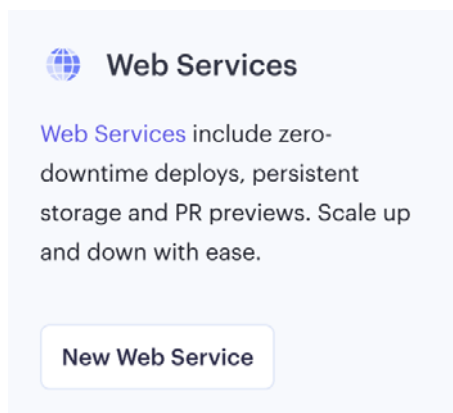 Web Services
Web Services include zero-
downtime deploys, persistent
storage and PR previews. Scale up
and down with ease.
New Web Service